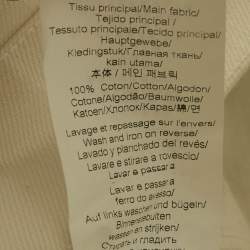 Tissu principal /Main fabric/
Tejido principal /
Tessuto principale/Tecido principal/
Hauptgewebe/
Kledingstuk/Главная ткань/
kain utama/
本体 / 메인 패브릭
100% Coton/Cotton/Algodon/
Cotone/Algodão/Baumwolle/
Katoen/Хлопок/Kapas/綿/면
Lavage et repassage sur l'envers/
Wash and iron on reverse/
Lavado y planchado del revés/
Lavare e stirare a rovescio/
Lavar e passar a
Lavar e passar a
ferro do avesso/
Auf links waschen und bügeln/
Binnenstebuiten
wassen en strijken/
Стирать и гладить